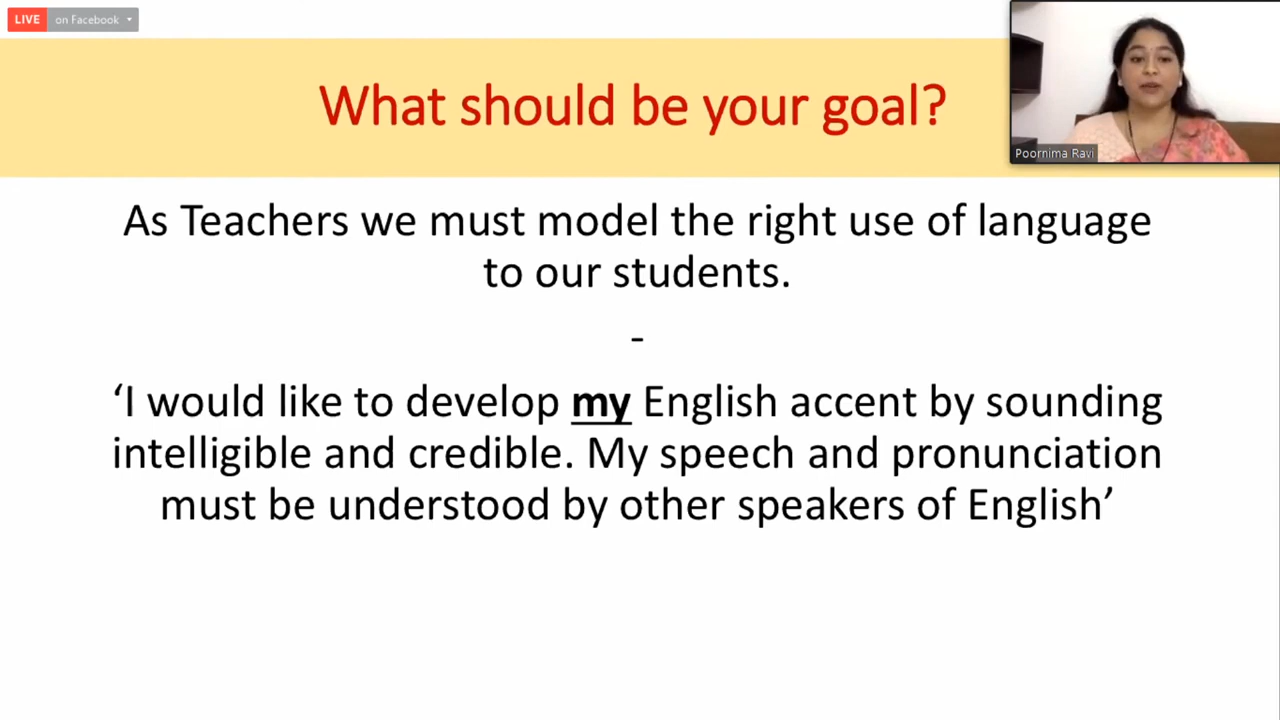 LIVE on Facebook
What should be your goal?
Poornima Ravi
As Teachers we must model the right use of language
to our students.
-
‘I would like to develop my English accent by sounding
intelligible and credible. My speech and pronunciation
must be understood by other speakers of English’